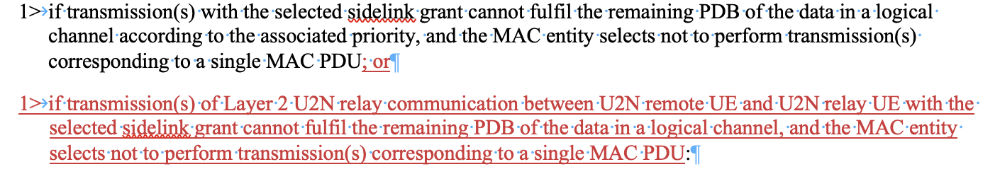 1>if transmission(s) with the selected sidelink grant cannot fulfil the remaining PDB of the data in a logical
channel according to the associated priority, and the MAC entity selects not to perform transmission(s)
corresponding to a single MAC PDU; or
1>if transmission(s) of Layer 2 U2N relay communication between U2N remote UE and U2N relay UE with the
selected sidelink grant cannot fulfil the remaining PDB of the data in a logical channel, and the MAC entity
selects not to perform transmission(s) corresponding to a single MAC PDU: